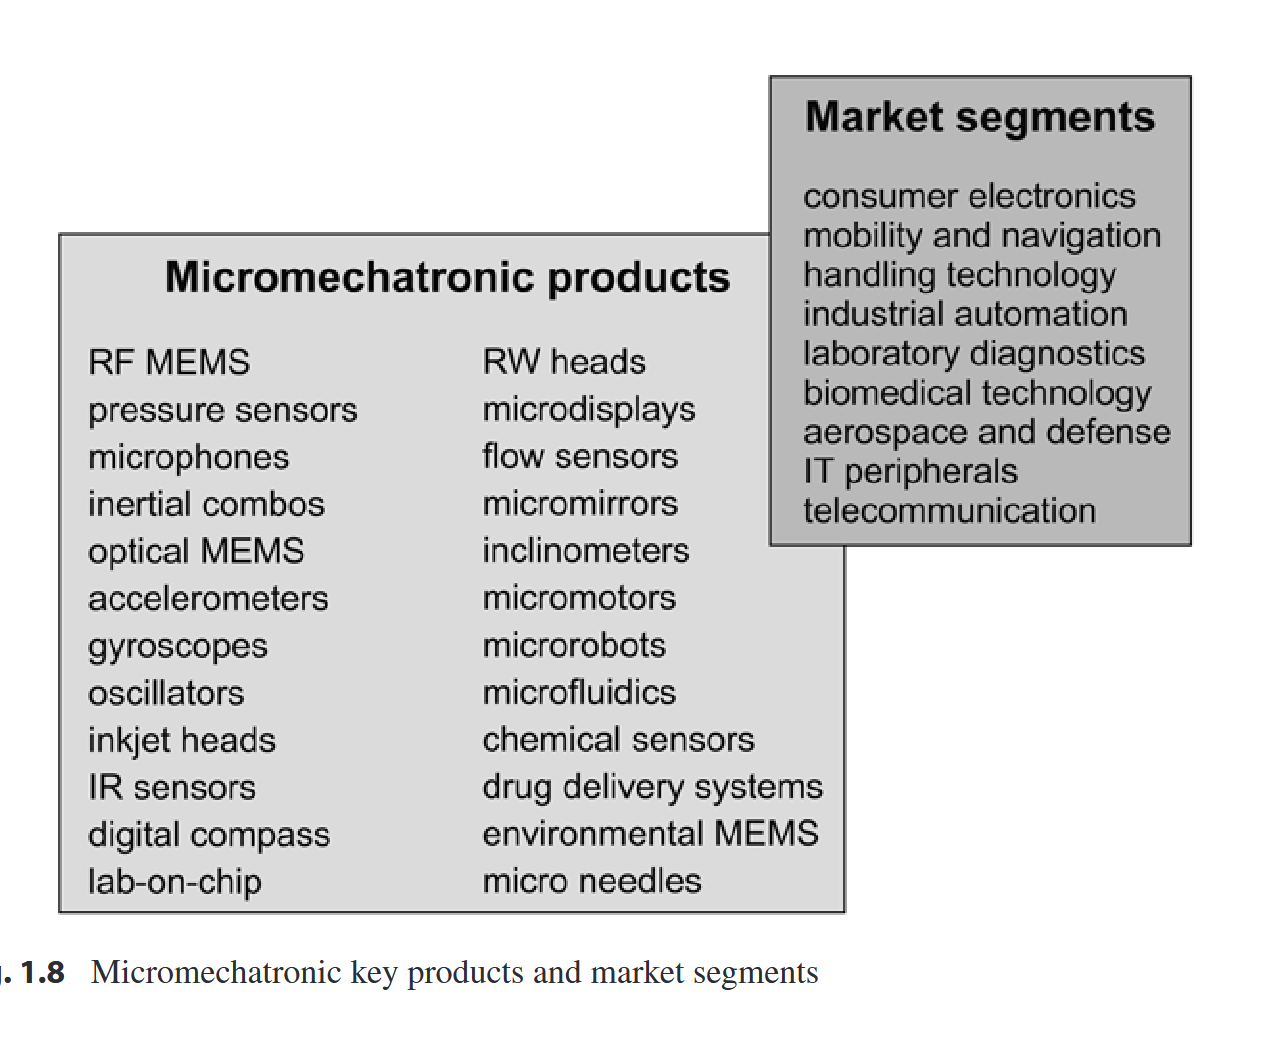 Market segments
consumer electronics
mobility and navigation
handling technology
industrial automation
laboratory diagnostics
biomedical technology
aerospace and defense
IT peripherals
telecommunication
Micromechatronic products
RF MEMS
pressure sensors
microphones
inertial combos
optical MEMS
accelerometers
gyroscopes
oscillators
inkjet heads
IR sensors
digital compass
lab-on-chip
RW heads
microdisplays
flow sensors
micromirrors
inclinometers
micromotors
microrobots
microfluidics
chemical sensors
drug delivery systems
environmental MEMS
micro needles
. 1.8 Micromechatronic key products and market segments